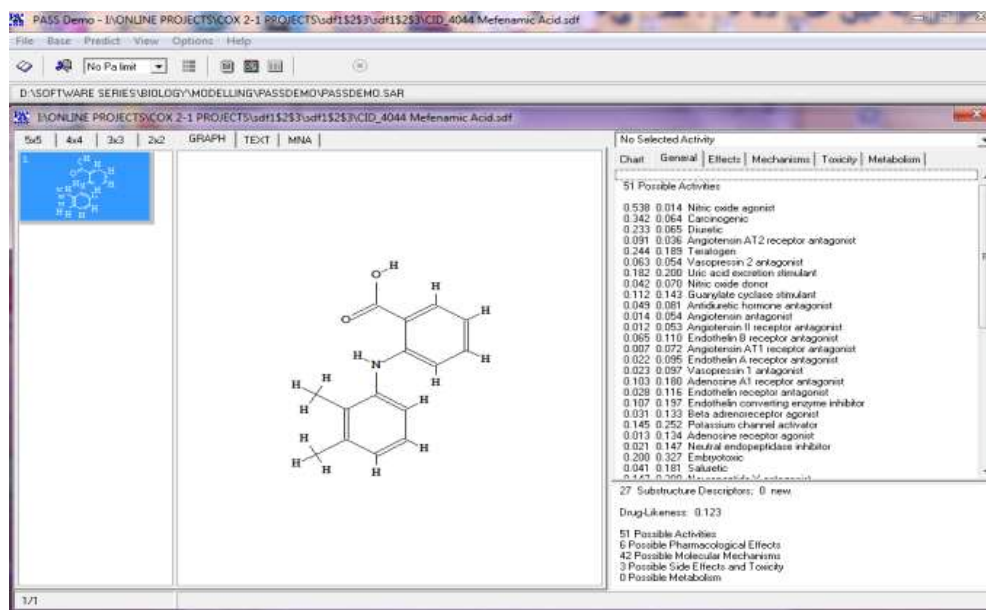 PASS Demo - I:\ONLINE PROJECTS\COX 2-1 PROJECTS\sdf1$2$3\sdf1$2$3\CID_4044 Mefenamic Acid.sdf
File Base Predict View Options Help
No Pa limit
D:\SOFTWARE SERIES\BIOLOGY\MODELLING\PASSDEMO\PASSDEMO.SAR
I:\ONLINE PROJECTS\COX 2-1 PROJECTS\sdf1$2$3\sdf1$2$3\CID_4044 Mefenamic Acid.sdf
5x5 4x4 3x3 2x2 GRAPH TEXT MNA
No Selected Activity
Chart General Effects Mechanisms Toxicity Metabolism
1
51 Possible Activities
0.538 0.014 Nitric oxide agonist
0.342 0.064 Carcinogenic
0.233 0.065 Diuretic
0.091 0.036 Angiotensin AT2 receptor antagonist
0.244 0.189 Teratogen
0.063 0.054 Vasopressin 2 antagonist
0.182 0.200 Uric acid excretion stimulant
0.042 0.070 Nitric oxide donor
0.112 0.143 Guanylate cyclase stimulant
0.049 0.081 Antidiuretic hormone antagonist
0.014 0.054 Angiotensin antagonist
0.012 0.053 Angiotensin II receptor antagonist
0.065 0.110 Endothelin B receptor antagonist
0.007 0.072 Angiotensin AT1 receptor antagonist
0.022 0.095 Endothelin A receptor antagonist
0.023 0.097 Vasopressin 1 antagonist
0.103 0.180 Adenosine A1 receptor antagonist
0.028 0.116 Endothelin receptor antagonist
0.107 0.197 Endothelin converting enzyme inhibitor
0.031 0.133 Beta adrenoreceptor agonist
0.145 0.252 Potassium channel activator
0.013 0.134 Adenosine receptor agonist
0.021 0.147 Neutral endopeptidase inhibitor
0.200 0.327 Embryotoxic
0.041 0.181 Saluretic
H
O
H
O
H
H
H
H
N
H
H
H
H
H
H
H
H
H
H
27 Substructure Descriptors; 0 new.
Drug-Likeness: 0.123
51 Possible Activities
6 Possible Pharmacological Effects
42 Possible Molecular Mechanisms
3 Possible Side Effects and Toxicity
0 Possible Metabolism
1/1